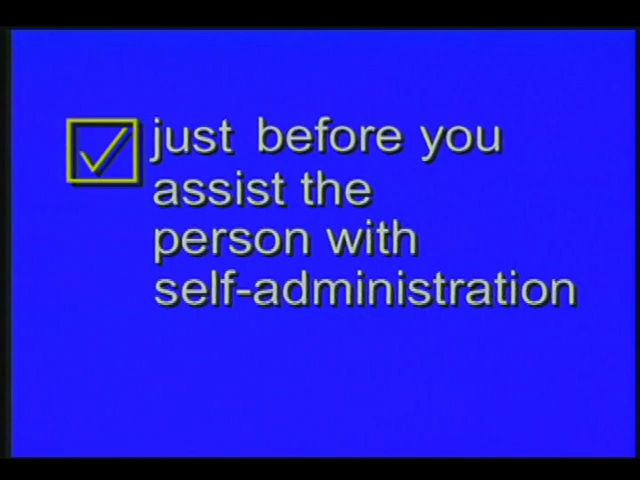 just before you
assist the
person with
self-administration